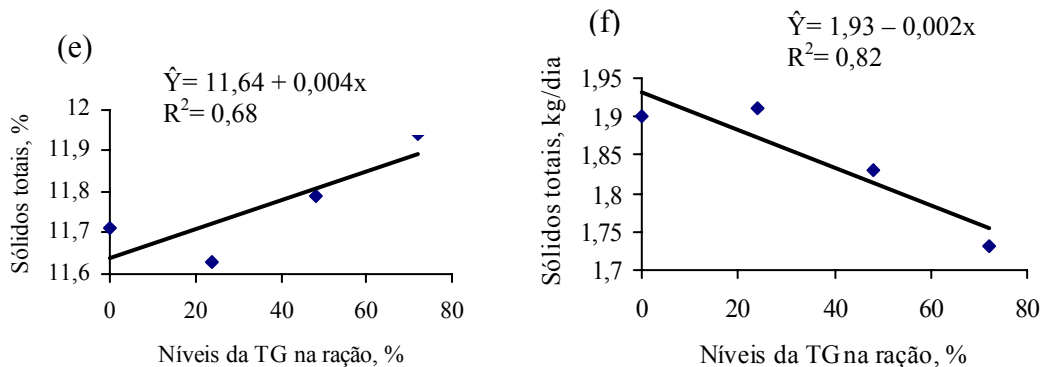 (e)
Ŷ= 11,64 + 0,004x
R²= 0,68
Sólidos totais, %
12
11,9
11,8
11,7
11,6
0 20 40 60 80
Níveis da TG na ração, %
(f)
Ŷ= 1,93 – 0,002x
R²= 0,82
Sólidos totais, kg/dia
1,95
1,9
1,85
1,8
1,75
1,7
0 20 40 60 80
Níveis da TG na ração, %